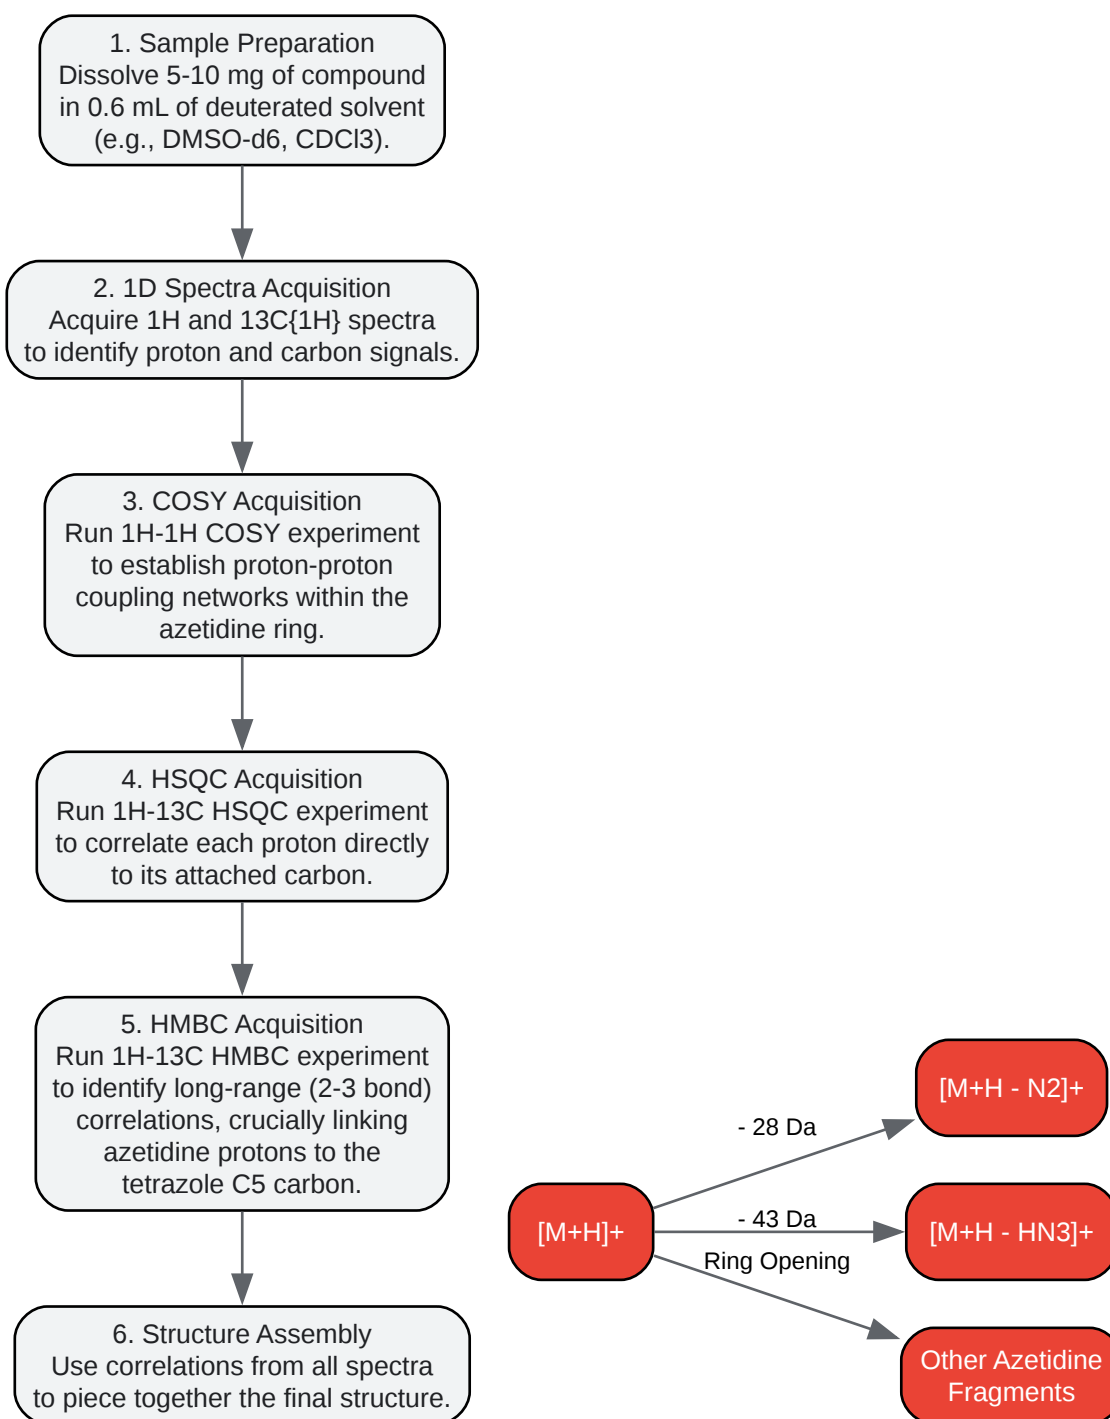 1. Sample Preparation
Dissolve 5-10 mg of compound
in 0.6 mL of deuterated solvent
(e.g., DMSO-d6, CDCl3).
2. 1D Spectra Acquisition
Acquire 1H and 13C{1H} spectra
to identify proton and carbon signals.
3. COSY Acquisition
Run 1H-1H COSY experiment
to establish proton-proton
coupling networks within the
azetidine ring.
4. HSQC Acquisition
Run 1H-13C HSQC experiment
to correlate each proton directly
to its attached carbon.
5. HMBC Acquisition
Run 1H-13C HMBC experiment
to identify long-range (2-3 bond)
correlations, crucially linking
azetidine protons to the
tetrazole C5 carbon.
6. Structure Assembly
Use correlations from all spectra
to piece together the final structure.
[M+H]+
- 28 Da
[M+H - N2]+
- 43 Da
[M+H - HN3]+
Ring Opening
Other Azetidine
Fragments